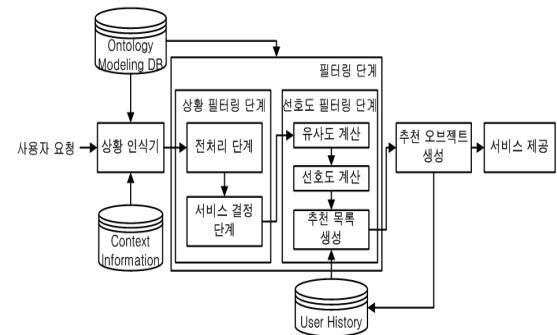 Ontology
Modeling DB
필터링 단계
상황 필터링 단계
선호도 필터링 단계
사용자 요청
상황 인식기
전처리 단계
유사도 계산
추천 오브젝트
생성
서비스 제공
선호도 계산
서비스 결정
단계
추천 목록
생성
Context
Information
User History